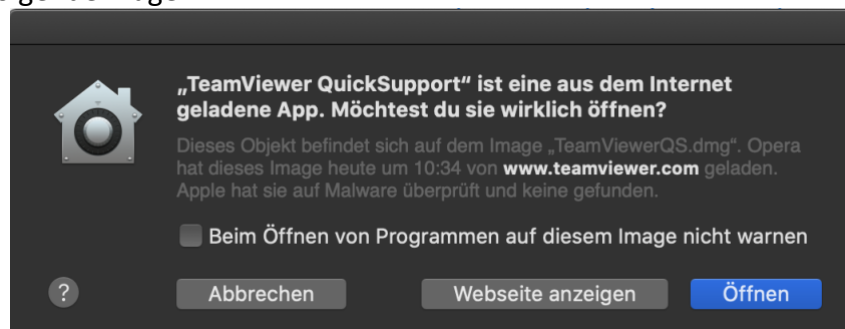 „TeamViewer QuickSupport“ ist eine aus dem Internet
geladene App. Möchtest du sie wirklich öffnen?
Dieses Objekt befindet sich auf dem Image „TeamViewerQS.dmg“. Opera
hat dieses Image heute um 10:34 von www.teamviewer.com geladen.
Apple hat sie auf Malware überprüft und keine gefunden.
Beim Öffnen von Programmen auf diesem Image nicht warnen
? Abbrechen Webseite anzeigen Öffnen